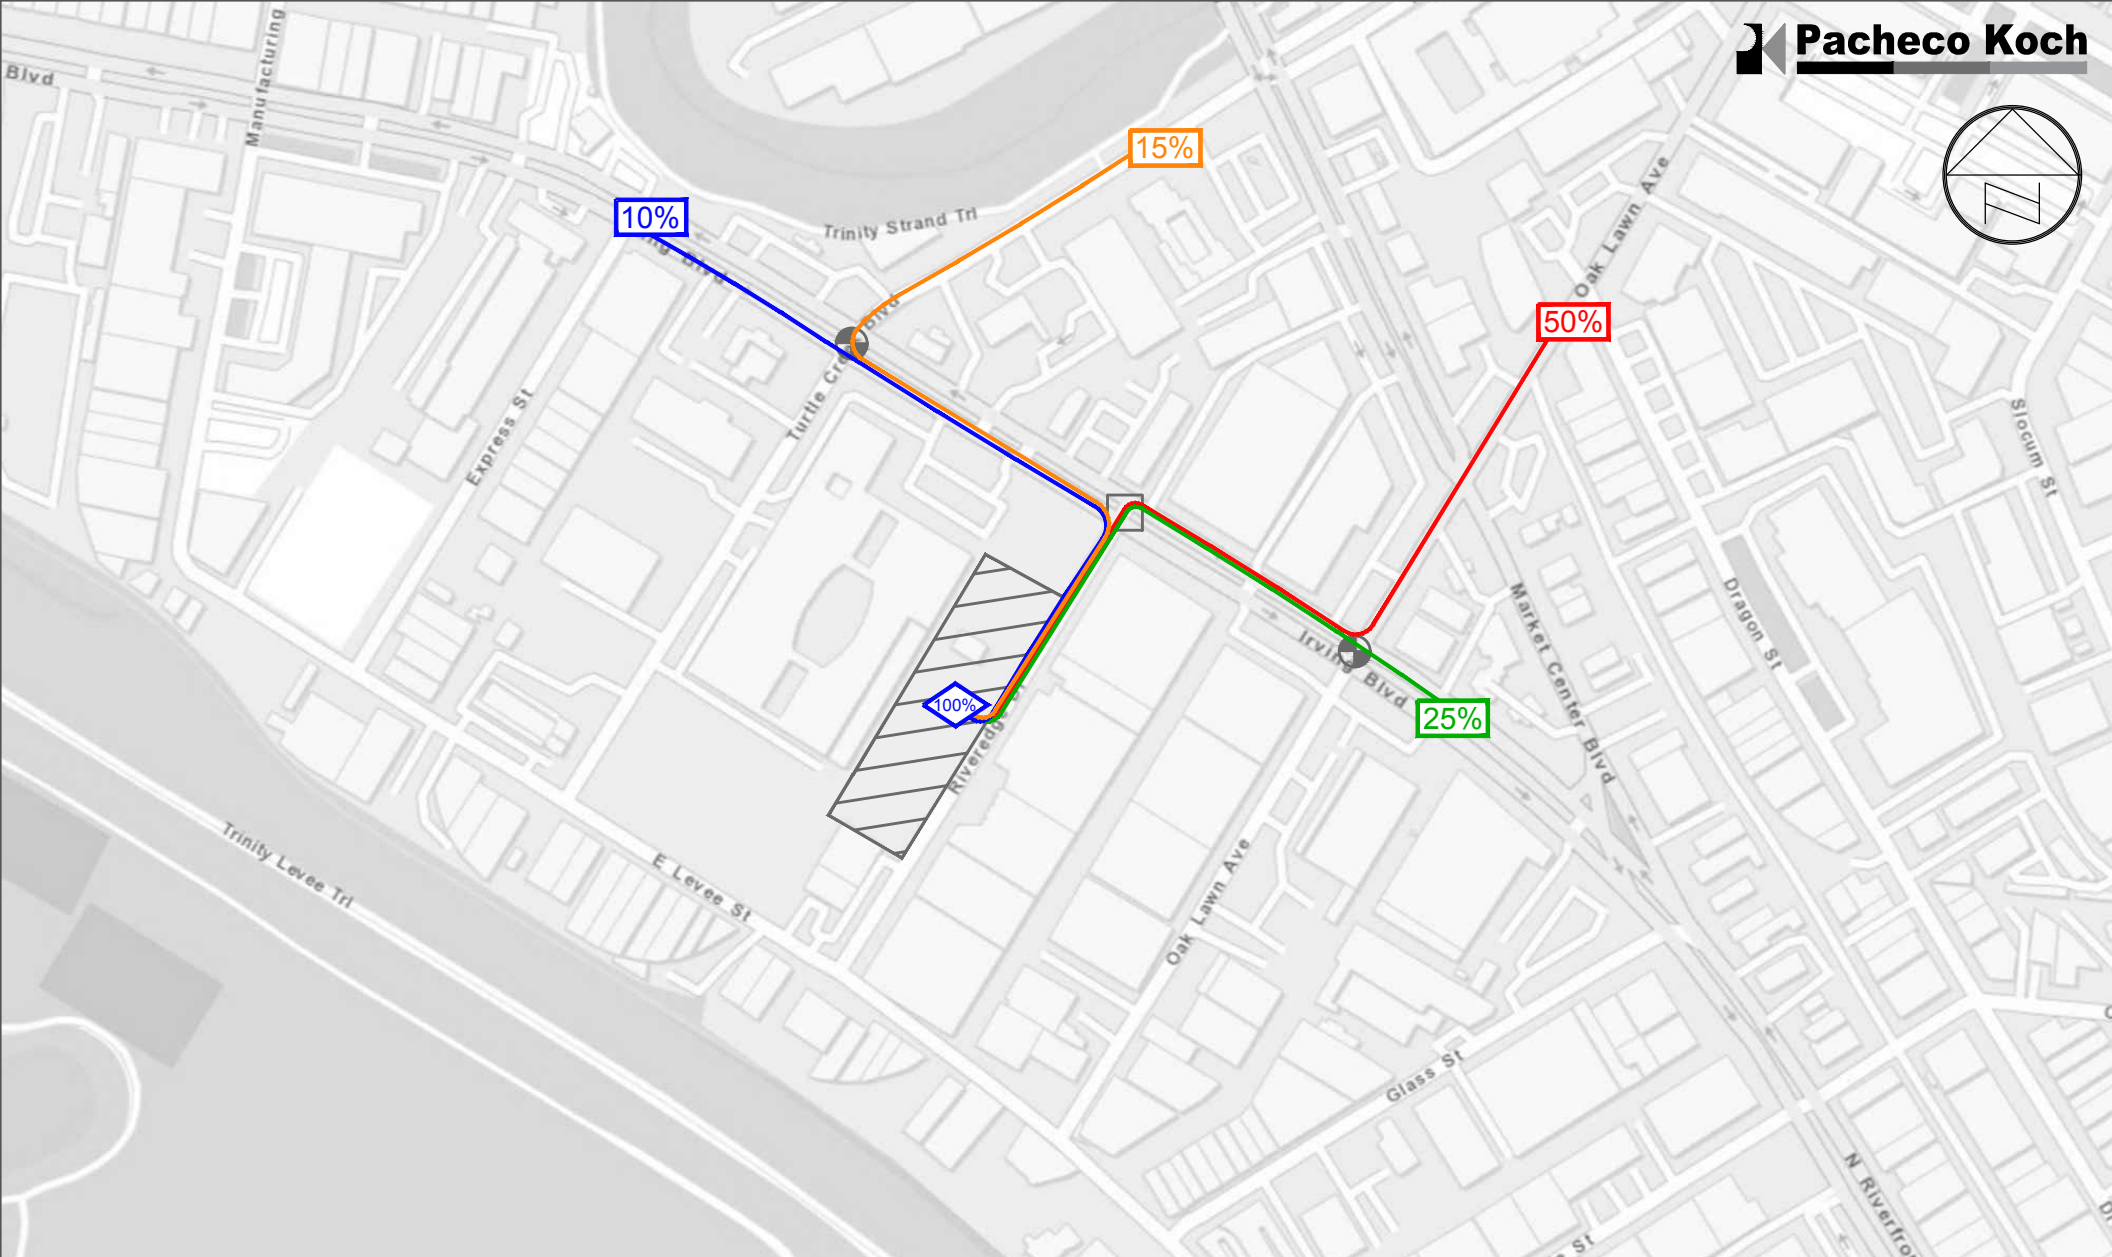 Pacheco Koch
Blvd
Manufacturing
15%
Oak Lawn Ave
10%
Trinity Strand Trl
Blvd
Blvd
50%
Turtle
Express St
Slocum St
Dragon St
Market Center Blvd
Irving Blvd
100%
25%
Trinity Levee Trl
E Levee St
Oak Lawn Ave
Glass St
N Riverfro
St